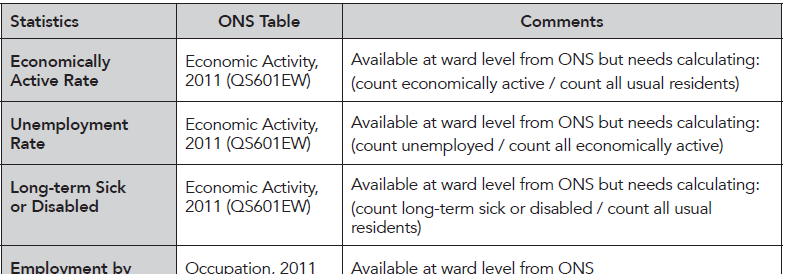 Statistics
ONS Table
Comments
Economically
Active Rate
Economic Activity,
2011 (QS601EW)
Available at ward level from ONS but needs calculating:
(count economically active / count all usual residents)
Unemployment
Rate
Economic Activity,
2011 (QS601EW)
Available at ward level from ONS but needs calculating:
(count unemployed / count all economically active)
Long-term Sick
or Disabled
Economic Activity,
2011 (QS601EW)
Available at ward level from ONS but needs calculating:
(count long-term sick or disabled / count all usual
residents)
Employment by
Occupation, 2011
Available at ward level from ONS